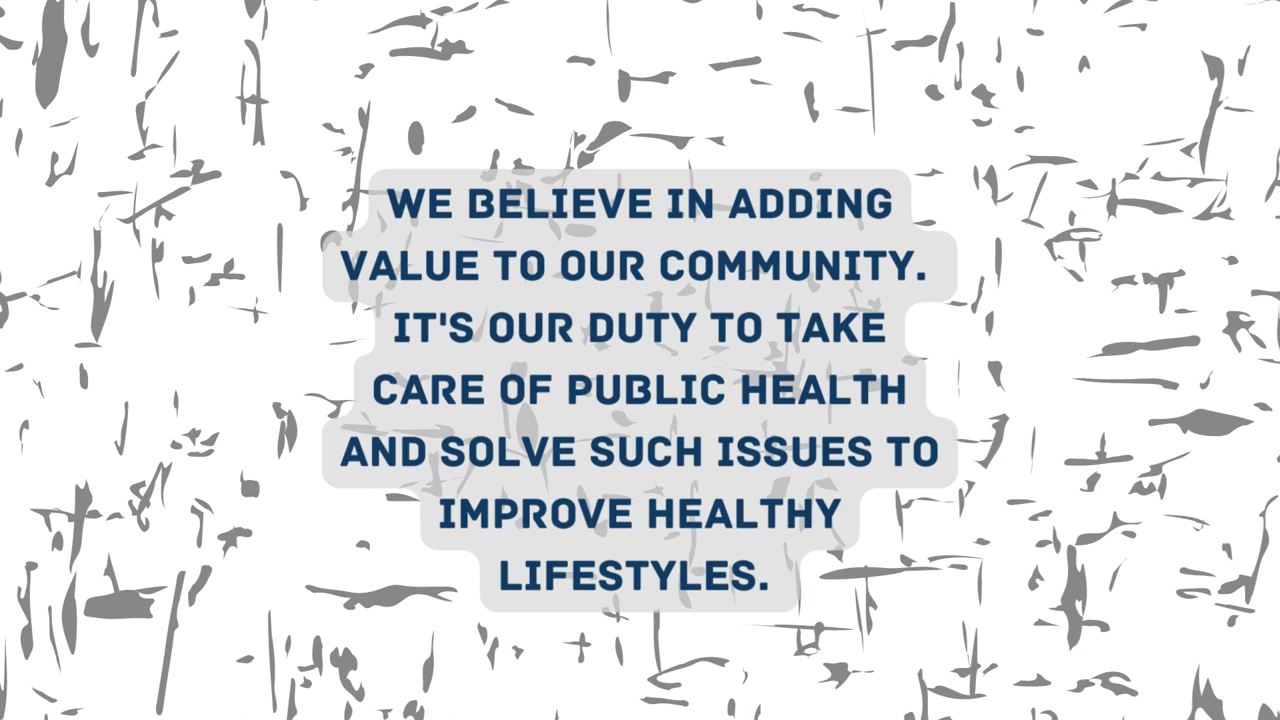 WE BELIEVE IN ADDING
VALUE TO OUR COMMUNITY.
IT'S OUR DUTY TO TAKE
CARE OF PUBLIC HEALTH
AND SOLVE SUCH ISSUES TO
IMPROVE HEALTHY
LIFESTYLES.